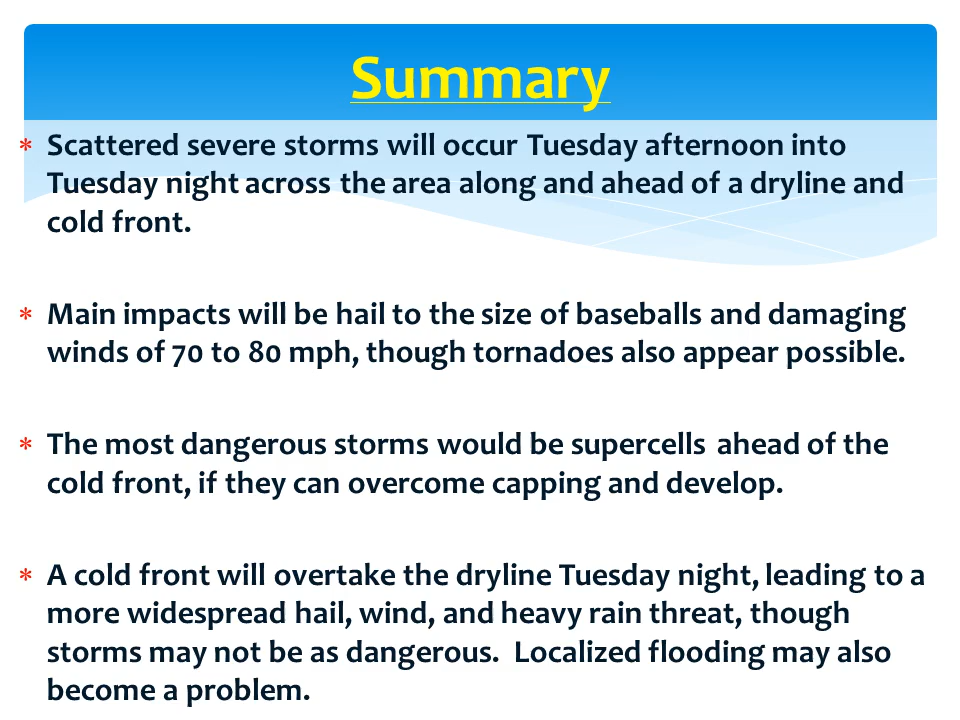 Summary
* Scattered severe storms will occur Tuesday afternoon into
Tuesday night across the area along and ahead of a dryline and
cold front.
* Main impacts will be hail to the size of baseballs and damaging
winds of 70 to 80 mph, though tornadoes also appear possible.
* The most dangerous storms would be supercells ahead of the
cold front, if they can overcome capping and develop.
* A cold front will overtake the dryline Tuesday night, leading to a
more widespread hail, wind, and heavy rain threat, though
storms may not be as dangerous. Localized flooding may also
become a problem.